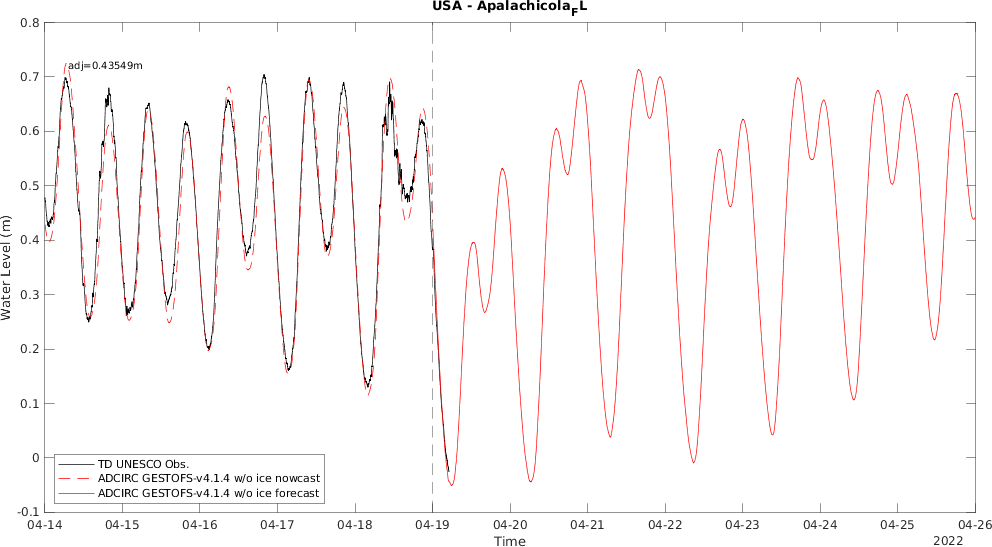 USA - Apalachicola_FL
adj=0.43549m
0.8
0.7
0.6
0.5
0.4
0.3
0.2
0.1
0
-0.1
Water Level (m)
TD UNESCO Obs.
ADCIRC GESTOFS-v4.1.4 w/o ice nowcast
ADCIRC GESTOFS-v4.1.4 w/o ice forecast
04-14 04-15 04-16 04-17 04-18 04-19 04-20 04-21 04-22 04-23 04-24 04-25 04-26
Time
2022